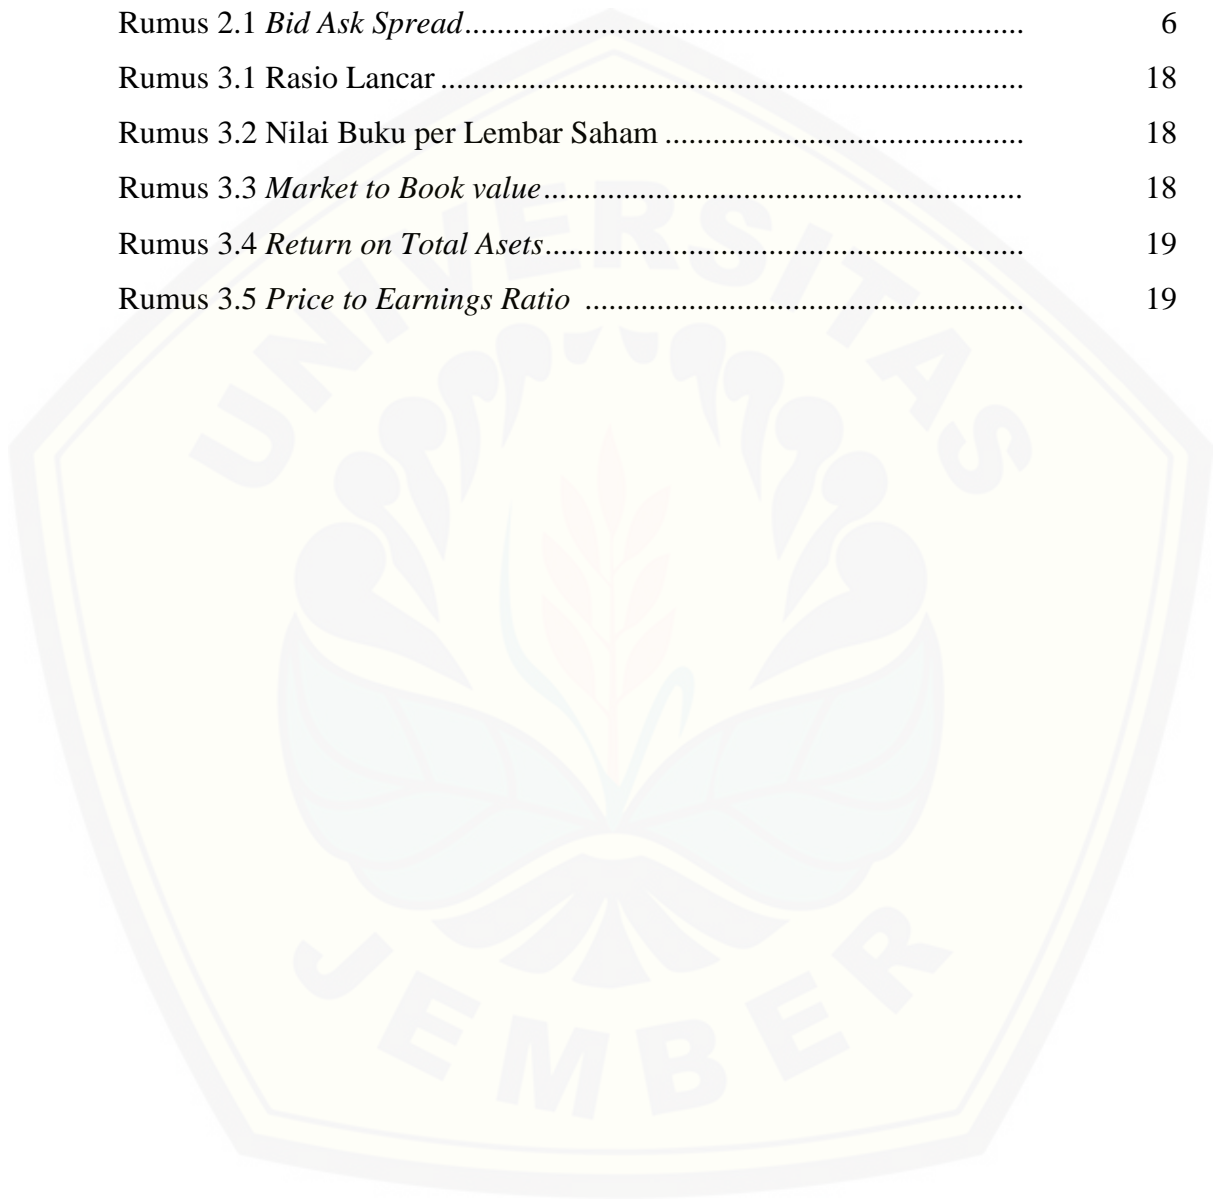 Rumus 2.1 Bid Ask Spread...................................................................... 6
Rumus 3.1 Rasio Lancar ......................................................................... 18
Rumus 3.2 Nilai Buku per Lembar Saham ............................................. 18
Rumus 3.3 Market to Book value............................................................ 18
Rumus 3.4 Return on Total Asets............................................................ 19
Rumus 3.5 Price to Earnings Ratio ....................................................... 19
UNIVERSITAS
JEMBER